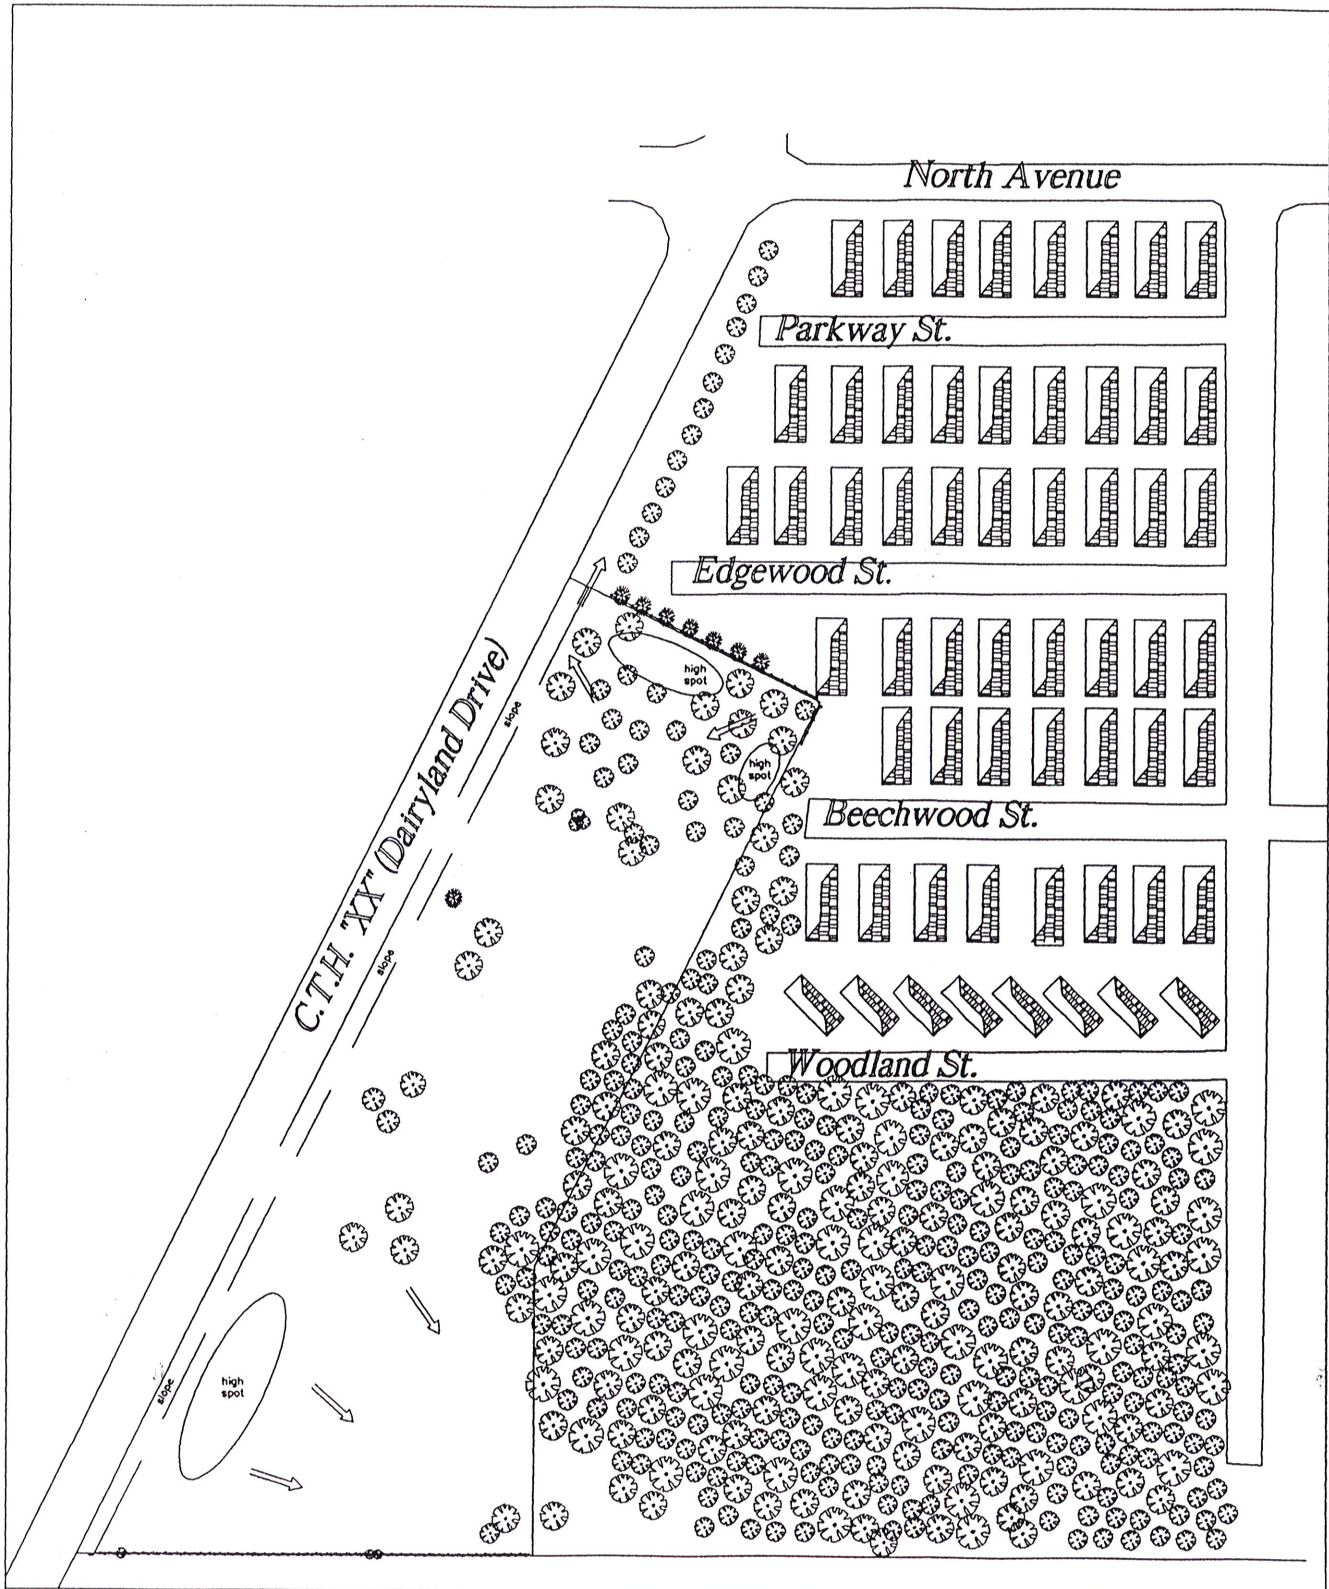 North Avenue
Parkway St.
Edgewood St.
high
spot
slope
high
spot
Beechwood St.
C.T.H. "XX" (Dairyland Drive)
slope
Woodland St.
high
spot
slope